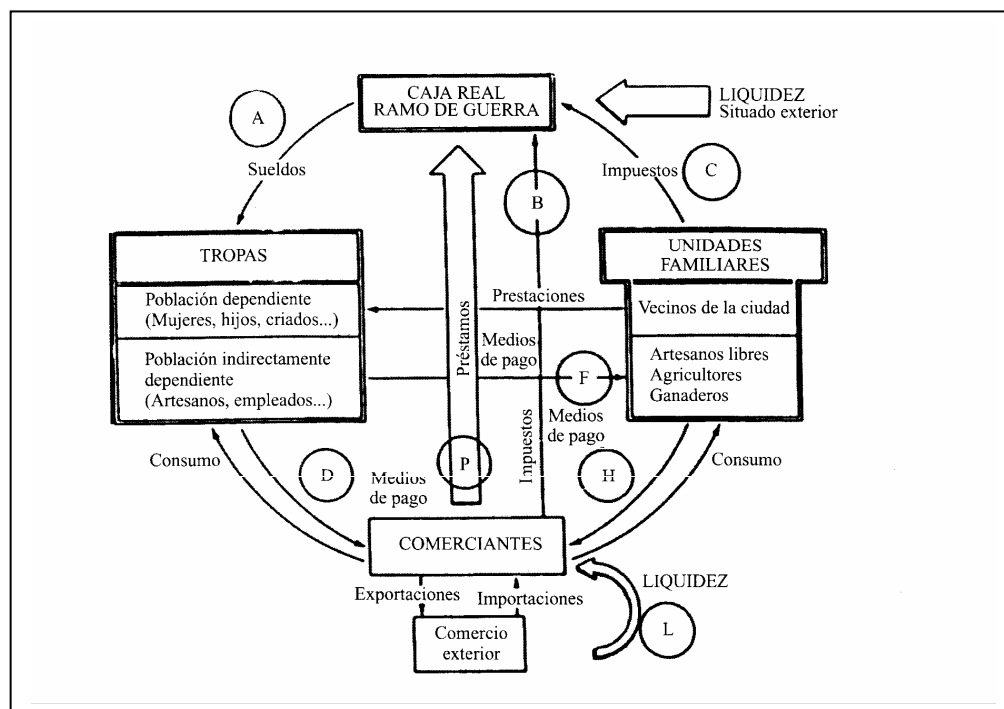 CAJA REAL
RAMO DE GUERRA
LIQUIDEZ
Situado exterior
A
Sueldos
Impuestos
C
B
TROPAS
UNIDADES
FAMILIARES
Población dependiente
(Mujeres, hijos, criados...)
Prestaciones
Vecinos de la ciudad
Población indirectamente
dependiente
(Artesanos, empleados...)
Préstamos
Medios
de pago
F
Artesanos libres
Agricultores
Ganaderos
Medios
de pago
Impuestos
Consumo
D
Medios
de pago
P
H
Consumo
COMERCIANTES
Exportaciones
Importaciones
LIQUIDEZ
L
Comercio
exterior